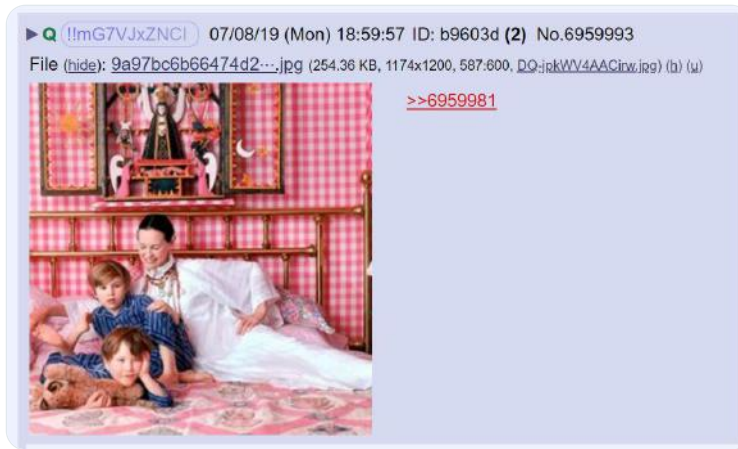 ▶ Q !!mG7VJxZNCI 07/08/19 (Mon) 18:59:57 ID: b9603d (2) No.6959993
File (hide): 9a97bc6b66474d2···.jpg (254.36 KB, 1174x1200, 587:600, DQ-jpkWV4AACirw.jpg) (h) (u)
>>6959981